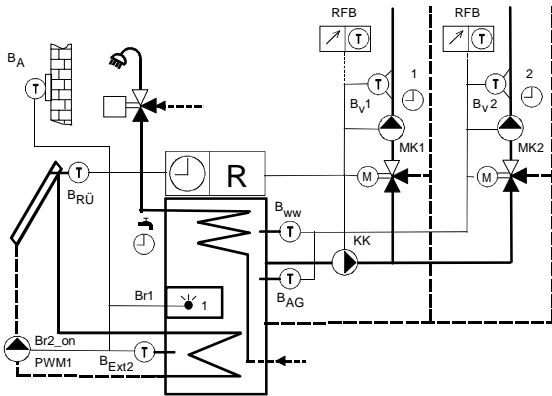 RFB
RFB
T
T
B_A
T
T
1
T
2
B_v1
B_v2
MK1
MK2
T
R
M
M
B_RÜ
B_ww
T
KK
T
B_AG
Br1
1
Br2_on
T
PWM1
B_Ext2